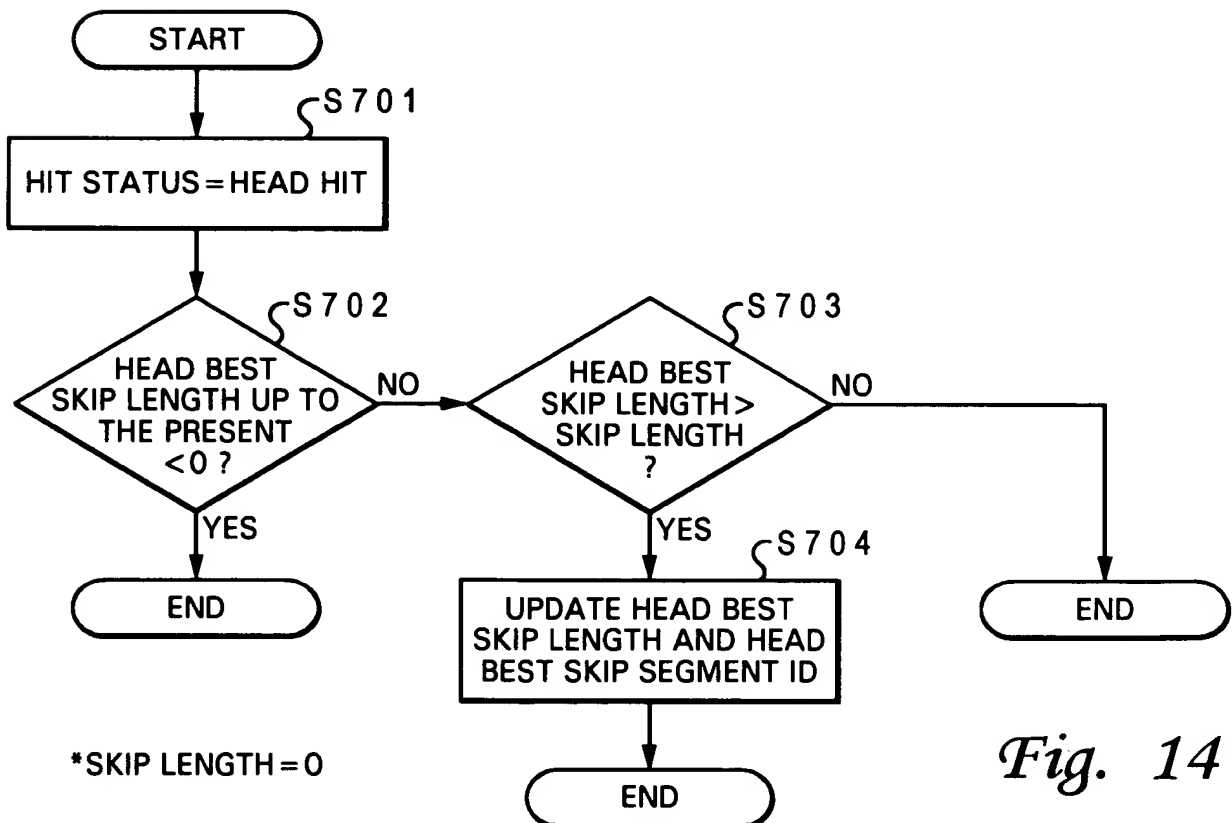 START
S701
HIT STATUS=HEAD HIT
S702
HEAD BEST
SKIP LENGTH UP TO
THE PRESENT
<0 ?
NO
YES
END
S703
HEAD BEST
SKIP LENGTH>
SKIP LENGTH
?
NO
YES
END
S704
UPDATE HEAD BEST
SKIP LENGTH AND HEAD
BEST SKIP SEGMENT ID
END
*SKIP LENGTH=0
Fig. 14